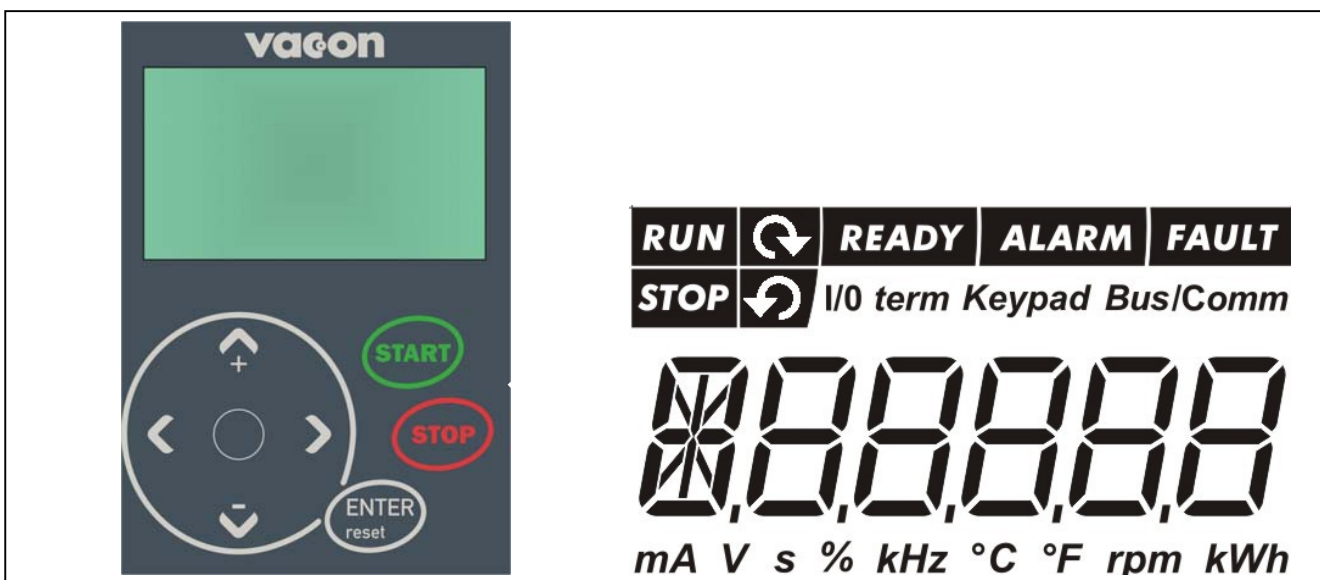 vacon
START
STOP
+
-
ENTER
reset
RUN READY ALARM FAULT
STOP I/0 term Keypad Bus/Comm
mA V s % kHz °C °F rpm kWh